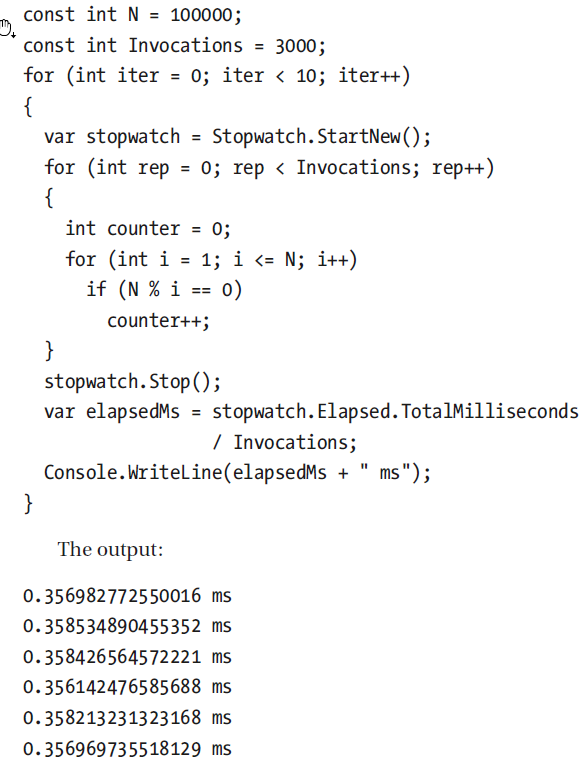 const int N = 100000;
const int Invocations = 3000;
for (int iter = 0; iter < 10; iter++)
{
  var stopwatch = Stopwatch.StartNew();
  for (int rep = 0; rep < Invocations; rep++)
  {
    int counter = 0;
    for (int i = 1; i <= N; i++)
      if (N % i == 0)
        counter++;
  }
  stopwatch.Stop();
  var elapsedMs = stopwatch.Elapsed.TotalMilliseconds
                  / Invocations;
  Console.WriteLine(elapsedMs + " ms");
}
The output:
0.356982772550016 ms
0.358534890455352 ms
0.358426564572221 ms
0.356142476585688 ms
0.358213231323168 ms
0.356969735518129 ms